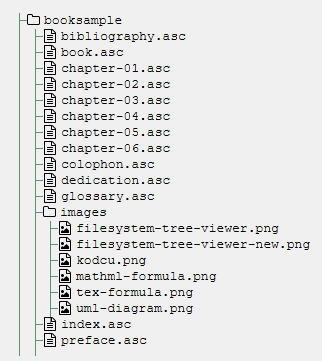 booksample
bibliography.asc
book.asc
chapter-01.asc
chapter-02.asc
chapter-03.asc
chapter-04.asc
chapter-05.asc
chapter-06.asc
colophon.asc
dedication.asc
glossary.asc
images
filesystem-tree-viewer.png
filesystem-tree-viewer-new.png
kodcu.png
mathml-formula.png
tex-formula.png
uml-diagram.png
index.asc
preface.asc